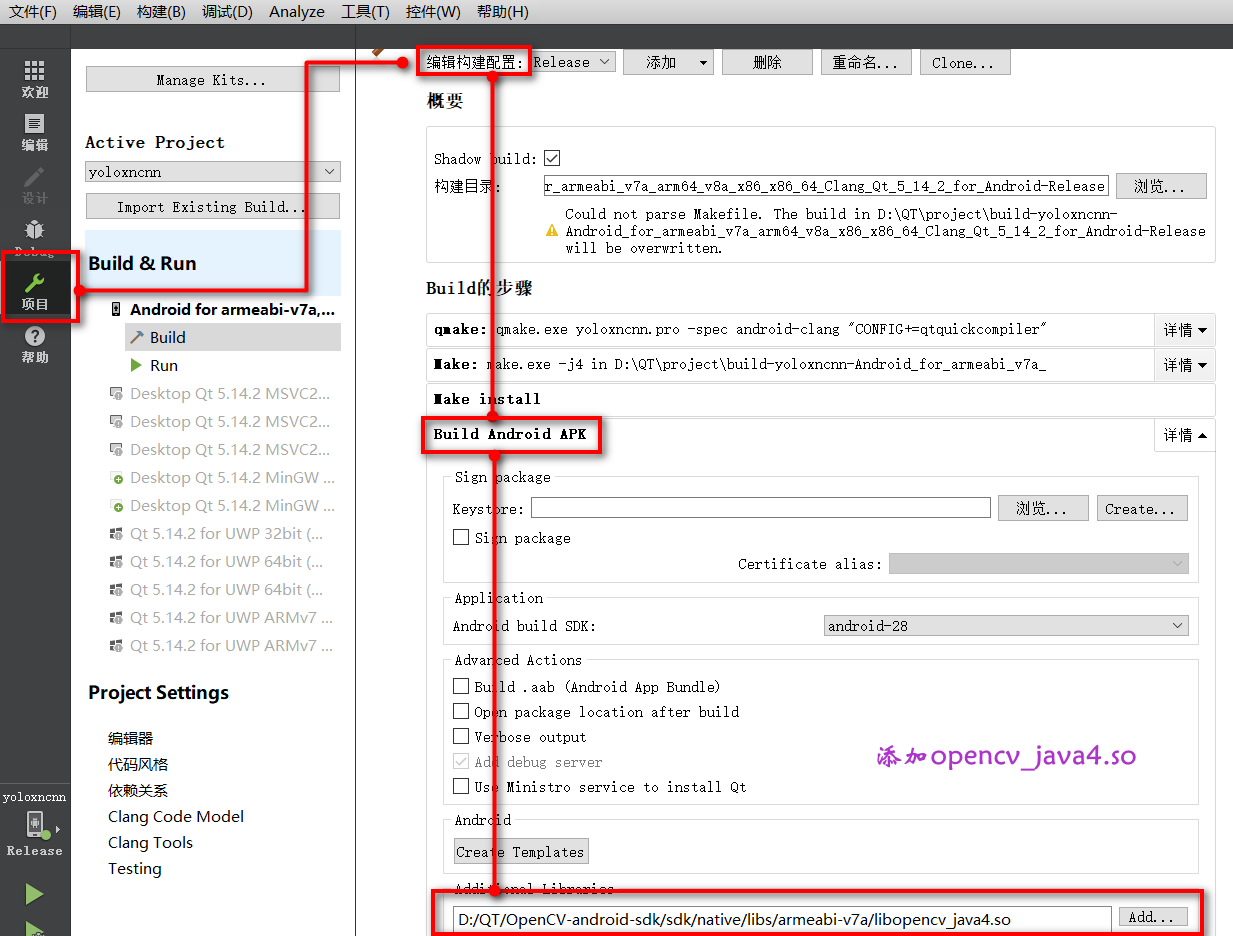 文件(F) 编辑(E) 构建(B) 调试(D) Analyze 工具(T) 控件(W) 帮助(H)
欢迎
编辑
设计
Debug
项目
帮助
yoloxncnn
Release
Manage Kits...
Active Project
yoloxncnn
Import Existing Build...
Build & Run
Android for armeabi-v7a,...
Build
Run
Desktop Qt 5.14.2 MSVC2...
Desktop Qt 5.14.2 MSVC2...
Desktop Qt 5.14.2 MSVC2...
Desktop Qt 5.14.2 MinGW ...
Desktop Qt 5.14.2 MinGW ...
Qt 5.14.2 for UWP 32bit (...
Qt 5.14.2 for UWP 64bit (...
Qt 5.14.2 for UWP 64bit (...
Qt 5.14.2 for UWP ARMv7 ...
Qt 5.14.2 for UWP ARMv7 ...
Project Settings
编辑器
代码风格
依赖关系
Clang Code Model
Clang Tools
Testing
编辑构建配置: Release 添加 删除 重命名... Clone...
概要
Shadow build:
构建目录: r_armeabi_v7a_arm64_v8a_x86_x86_64_Clang_Qt_5_14_2_for_Android-Release 浏览...
Could not parse Makefile. The build in D:\QT\project\build-yoloxncnn-
Android_for_armeabi_v7a_arm64_v8a_x86_x86_64_Clang_Qt_5_14_2_for_Android-Release
will be overwritten.
Build的步骤
qmake: qmake.exe yoloxncnn.pro -spec android-clang "CONFIG+=qtquickcompiler" 详情
Make: make.exe -j4 in D:\QT\project\build-yoloxncnn-Android_for_armeabi_v7a_ 详情
Make install
Build Android APK 详情
Sign package
Keystore: 浏览... Create...
Sign package
Certificate alias:
Application
Android build SDK: android-28
Advanced Actions
Build .aab (Android App Bundle)
Open package location after build
Verbose output
Add debug server
Use Ministro service to install Qt
添加opencv_java4.so
Android
Create Templates
Additional Libraries
D:/QT/OpenCV-android-sdk/sdk/native/libs/armeabi-v7a/libopencv_java4.so Add...